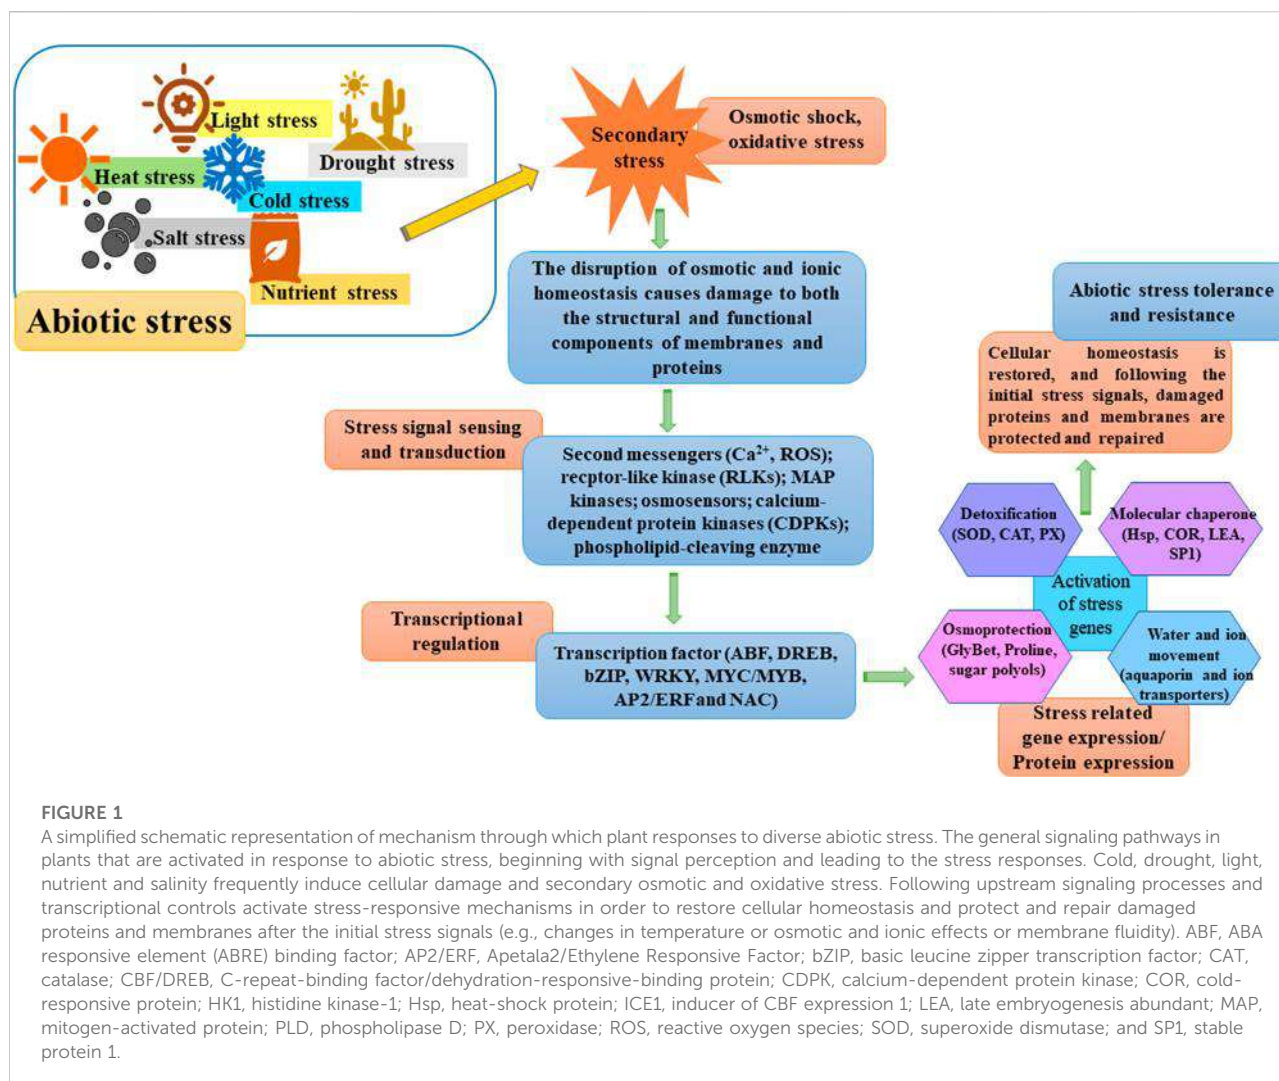 Light stress
Drought stress
Heat stress
Cold stress
Salt stress
Nutrient stress
Abiotic stress
Secondary
stress
Osmotic shock,
oxidative stress
The disruption of osmotic and ionic
homeostasis causes damage to both
the structural and functional
components of membranes and
proteins
Stress signal sensing
and transduction
Second messengers (Ca²⁺, ROS);
recptor-like kinase (RLKs); MAP
kinases; osmosensors; calcium-
dependent protein kinases (CDPKs);
phospholipid-cleaving enzyme
Transcriptional
regulation
Transcription factor (ABF, DREB,
bZIP, WRKY, MYC/MYB,
AP2/ERFand NAC)
Abiotic stress tolerance
and resistance
Cellular homeostasis is
restored, and following the
initial stress signals, damaged
proteins and membranes are
protected and repaired
Detoxification
(SOD, CAT, PX)
Molecular chaperone
(Hsp, COR, LEA,
SP1)
Activation
of stress
genes
Osmoprotection
(GlyBet, Proline,
sugar polyols)
Water and ion
movement
(aquaporin and ion
transporters)
Stress related
gene expression/
Protein expression
FIGURE 1
A simplified schematic representation of mechanism through which plant responses to diverse abiotic stress. The general signaling pathways in
plants that are activated in response to abiotic stress, beginning with signal perception and leading to the stress responses. Cold, drought, light,
nutrient and salinity frequently induce cellular damage and secondary osmotic and oxidative stress. Following upstream signaling processes and
transcriptional controls activate stress-responsive mechanisms in order to restore cellular homeostasis and protect and repair damaged
proteins and membranes after the initial stress signals (e.g., changes in temperature or osmotic and ionic effects or membrane fluidity). ABF, ABA
responsive element (ABRE) binding factor; AP2/ERF, Apetala2/Ethylene Responsive Factor; bZIP, basic leucine zipper transcription factor; CAT,
catalase; CBF/DREB, C-repeat-binding factor/dehydration-responsive-binding protein; CDPK, calcium-dependent protein kinase; COR, cold-
responsive protein; HK1, histidine kinase-1; Hsp, heat-shock protein; ICE1, inducer of CBF expression 1; LEA, late embryogenesis abundant; MAP,
mitogen-activated protein; PLD, phospholipase D; PX, peroxidase; ROS, reactive oxygen species; SOD, superoxide dismutase; and SP1, stable
protein 1.